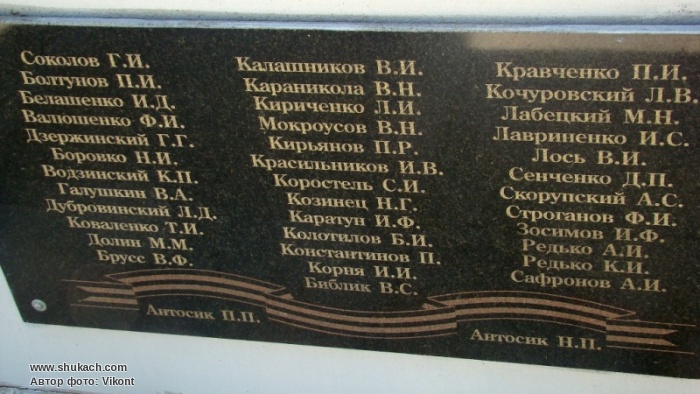 Соколов Г.И.
Болтунов П.И.
Белашенко И.Д.
Валюшенко Ф.И.
Дзержинский Г.Г.
Боровко Н.И.
Водзинский К.П.
Галушкин В.А.
Дубровинский Л.Д.
Коваленко Т.И.
Долин М.М.
Брусс В.Ф.
Антосик П.П.
Калашников В.И.
Караникола В.Н.
Кириченко Л.И.
Мокроусов В.Н.
Кирьянов П.Р.
Красильников И.В.
Коростель С.И.
Козинец Н.Г.
Каратун И.Ф.
Колотилов Б.И.
Константинов П.
Корня И.И.
Библик В.С.
Кравченко П.И.
Кочуровский Л.В
Лабецкий М.Н.
Лавриненко И.С.
Лось В.И.
Сенченко Д.П.
Скорупский А.С.
Строганов Ф.И.
Зосимов И.Ф.
Редько А.И.
Редько К.И.
Сафронов А.И.
Антосик Н.П.
www.shukach.com
Автор фото: Vikont